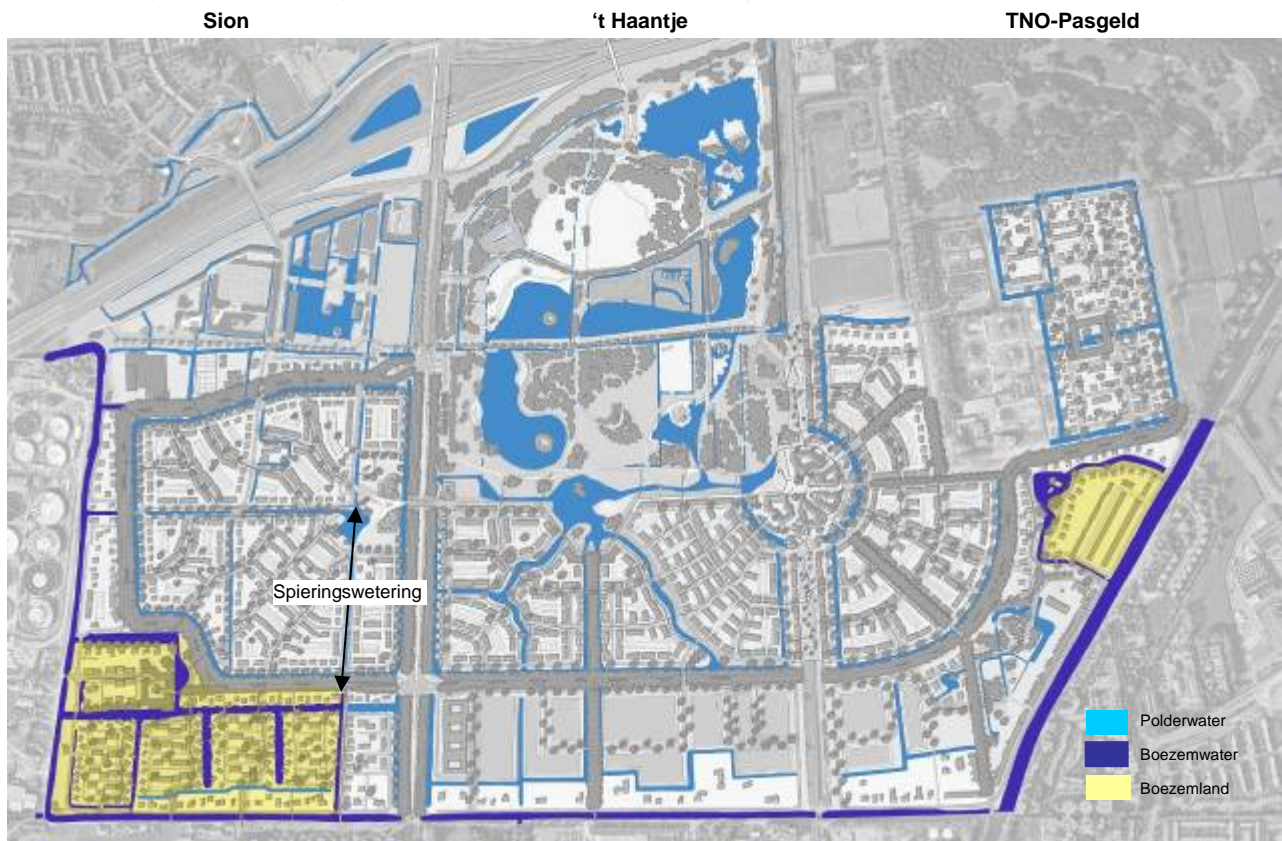 Sion
‘t Haantje
TNO-Pasgeld
Spieringswetering
Polderwater
Boezemwater
Boezemland